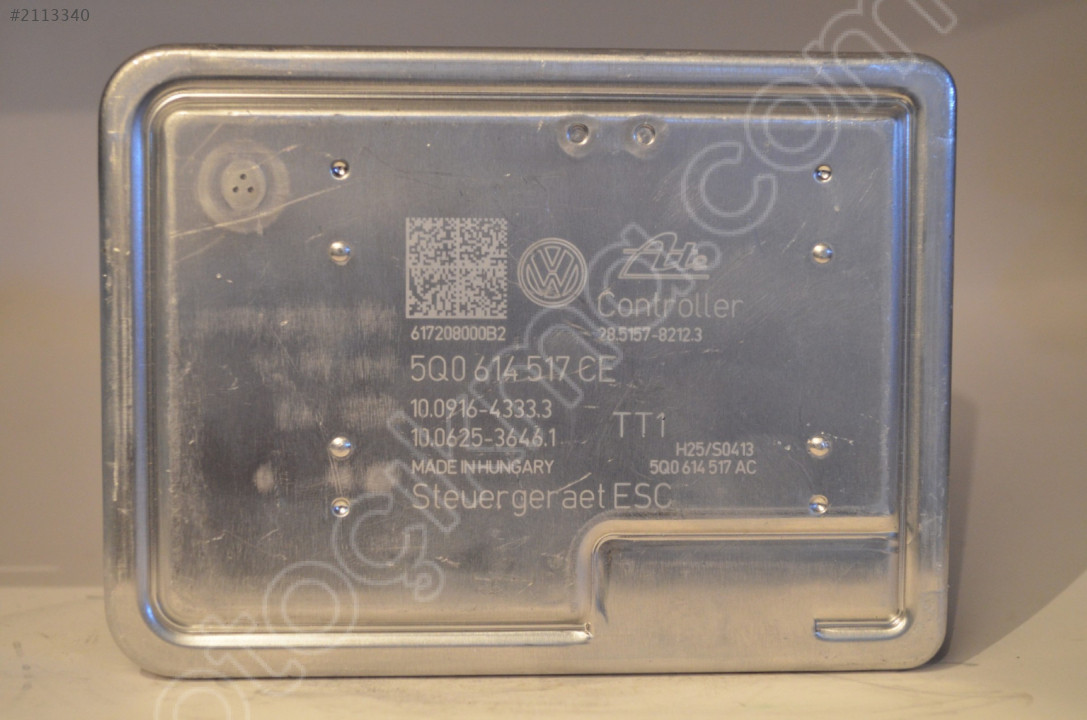 #2113340
Ate
Controller
617208000B2
28.5157-8212.3
5Q0 614 517 CE
10.0916-4333.3
TT1
10.0625-3646.1
H25/S0413
MADE IN HUNGARY
5Q0 614 517 AC
Steuergeraet ESC
otoçıkma.com